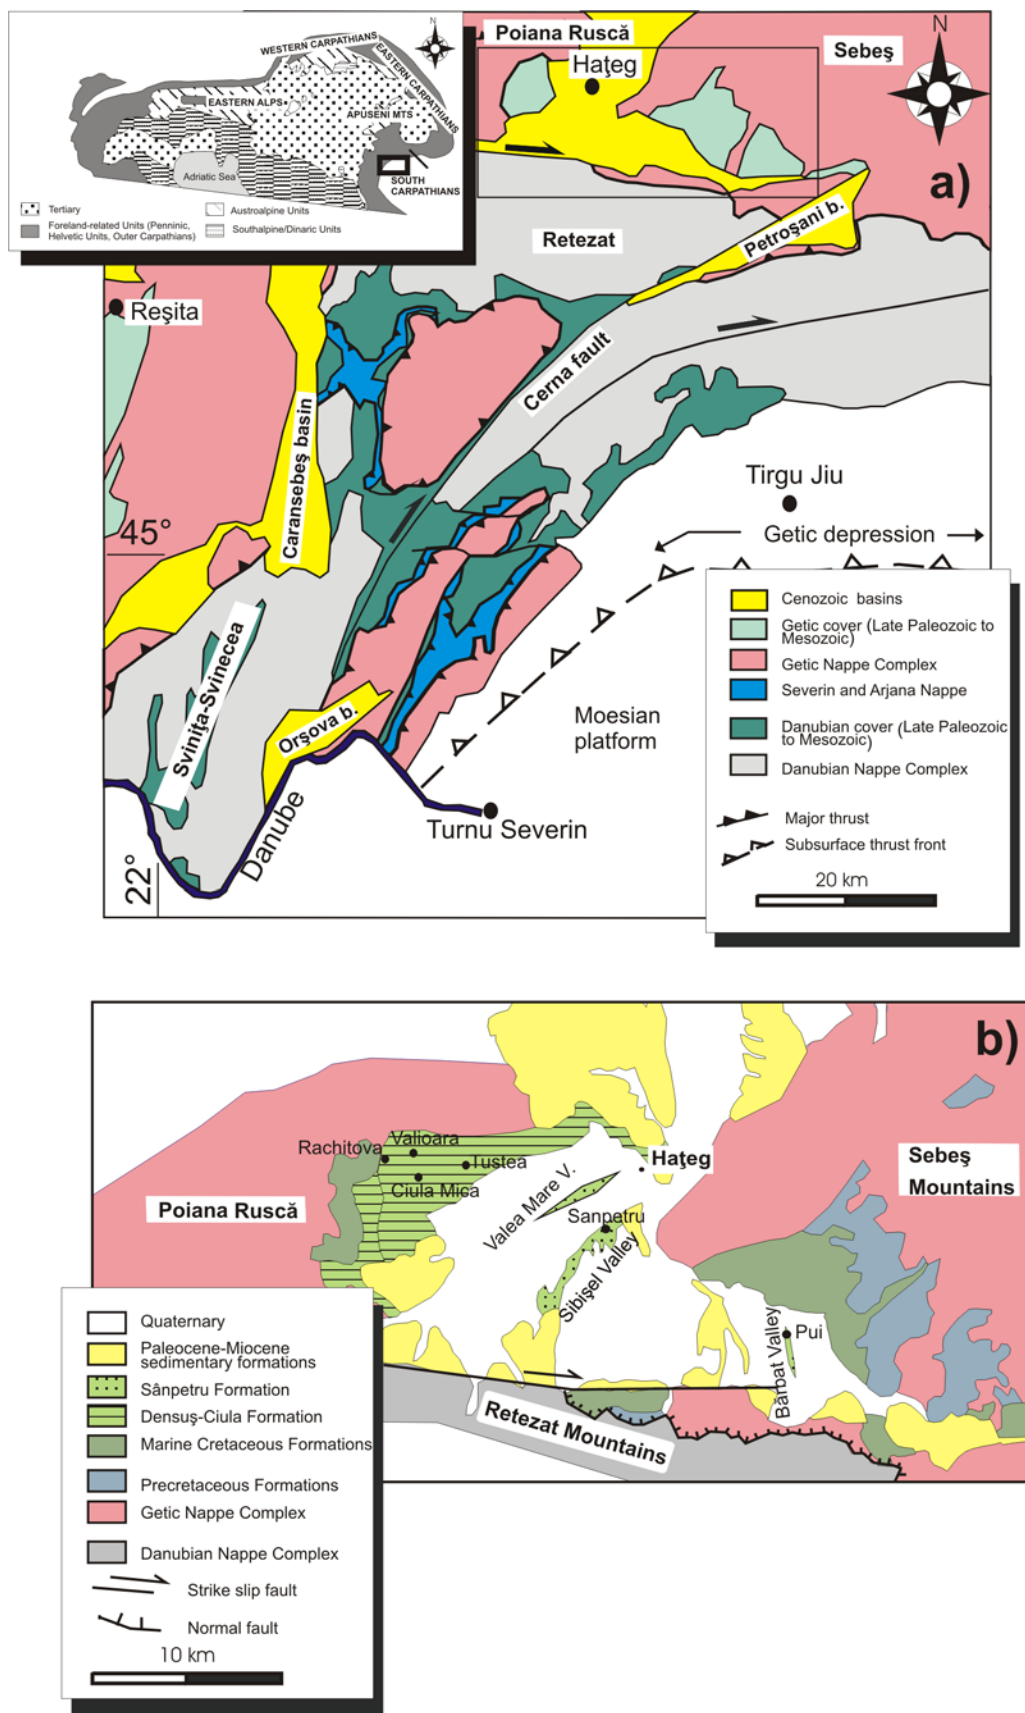 WESTERN CARPATHIANS
EASTERN CARPATHIANS
N
EASTERN ALPS
APUSENI MTS
Adriatic Sea
SOUTH
CARPATHIANS
Tertiary
Foreland-related Units (Penninic,
Helvetic Units, Outer Carpathians)
Austroalpine Units
Southalpine/Dinaric Units
Poiana Ruscă
Haţeg
Sebeş
N
a)
Retezat
Petroşani b.
Reşita
Cerna fault
Caransebeş basin
45°
Tirgu Jiu
Getic depression
Sviniţa-Svinecea
Orşova b.
Moesian
platform
Danube
Turnu Severin
22°
Cenozoic basins
Getic cover (Late Paleozoic to
Mesozoic)
Getic Nappe Complex
Severin and Arjana Nappe
Danubian cover (Late Paleozoic
to Mesozoic)
Danubian Nappe Complex
Major thrust
Subsurface thrust front
20 km
b)
Rachitova
Valioara
Tustea
Ciula Mica
Haţeg
Sebeş
Mountains
Poiana Ruscă
Valea Mare V.
Sanpetru
Sibişel Valley
Pui
Bărbat Valley
Retezat Mountains
Quaternary
Paleocene-Miocene
sedimentary formations
Sânpetru Formation
Densuş-Ciula Formation
Marine Cretaceous Formations
Precretaceous Formations
Getic Nappe Complex
Danubian Nappe Complex
Strike slip fault
Normal fault
10 km